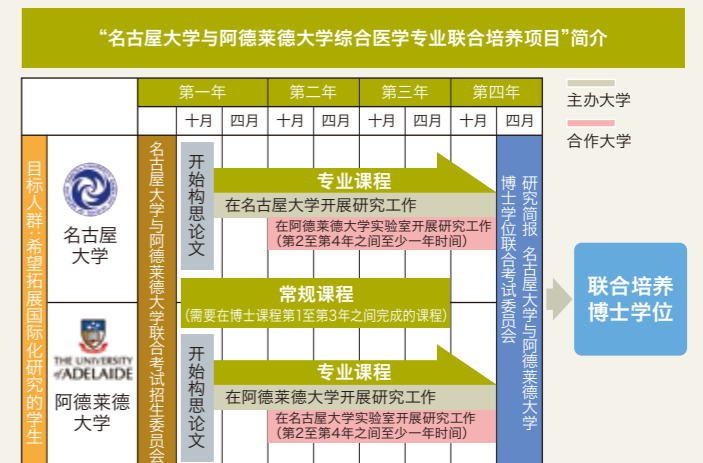 “名古屋大学与阿德莱德大学综合医学专业联合培养项目”简介
第一年
第二年
第三年
第四年
主办大学
合作大学
十月
四月
十月
四月
十月
四月
十月
四月
目标人群:希望拓展国际化研究的学生
名古屋
大学
名古屋大学与阿德莱德大学联合考试招生委员会
开始构思论文
专业课程
在名古屋大学开展研究工作
在阿德莱德大学实验室开展研究工作
(第2至第4年之间至少一年时间)
常规课程
(需要在博士课程第1至第3年之间完成的课程)
THE UNIVERSITY
of ADELAIDE
阿德莱德
大学
开始构思论文
专业课程
在阿德莱德大学开展研究工作
在名古屋大学实验室开展研究工作
(第2至第4年之间至少一年时间)
研究简报 名古屋大学与阿德莱德大学
博士学位联合考试委员会
联合培养
博士学位